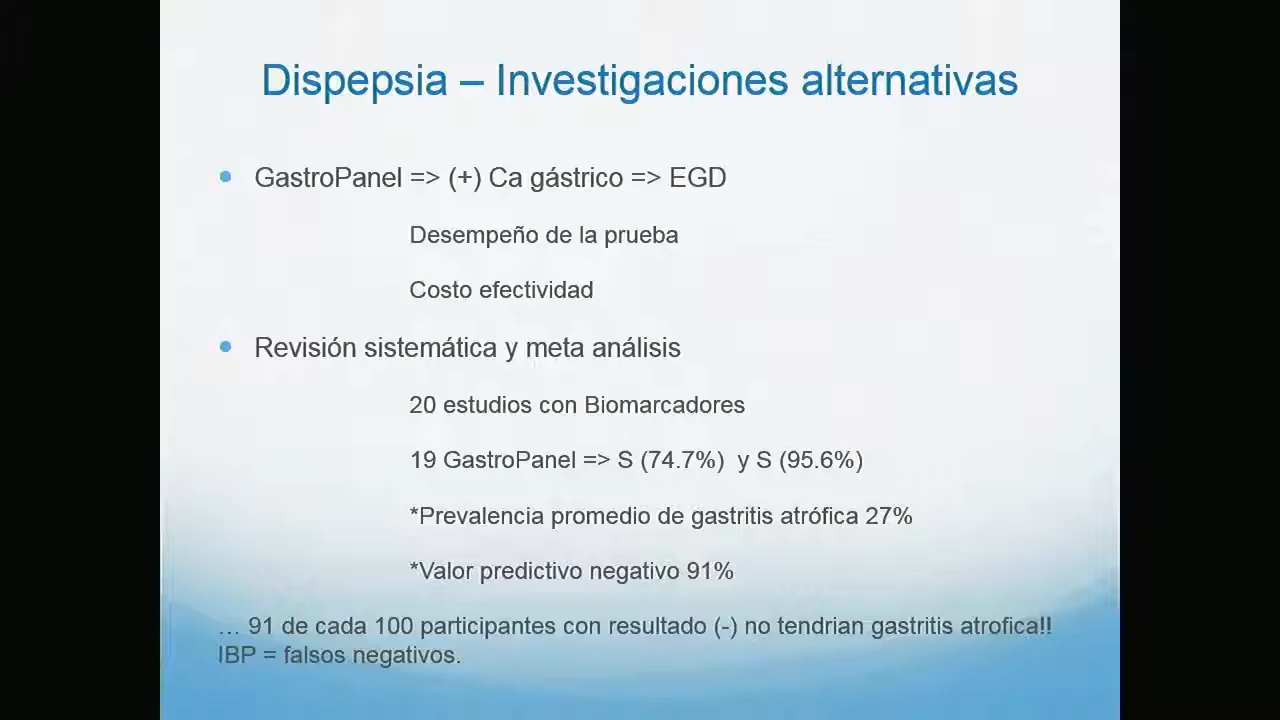 Dispepsia – Investigaciones alternativas
• GastroPanel => (+) Ca gástrico => EGD
Desempeño de la prueba
Costo efectividad
• Revisión sistemática y meta análisis
20 estudios con Biomarcadores
19 GastroPanel => S (74.7%) y S (95.6%)
*Prevalencia promedio de gastritis atrófica 27%
*Valor predictivo negativo 91%
… 91 de cada 100 participantes con resultado (-) no tendrian gastritis atrofica!!
IBP = falsos negativos.